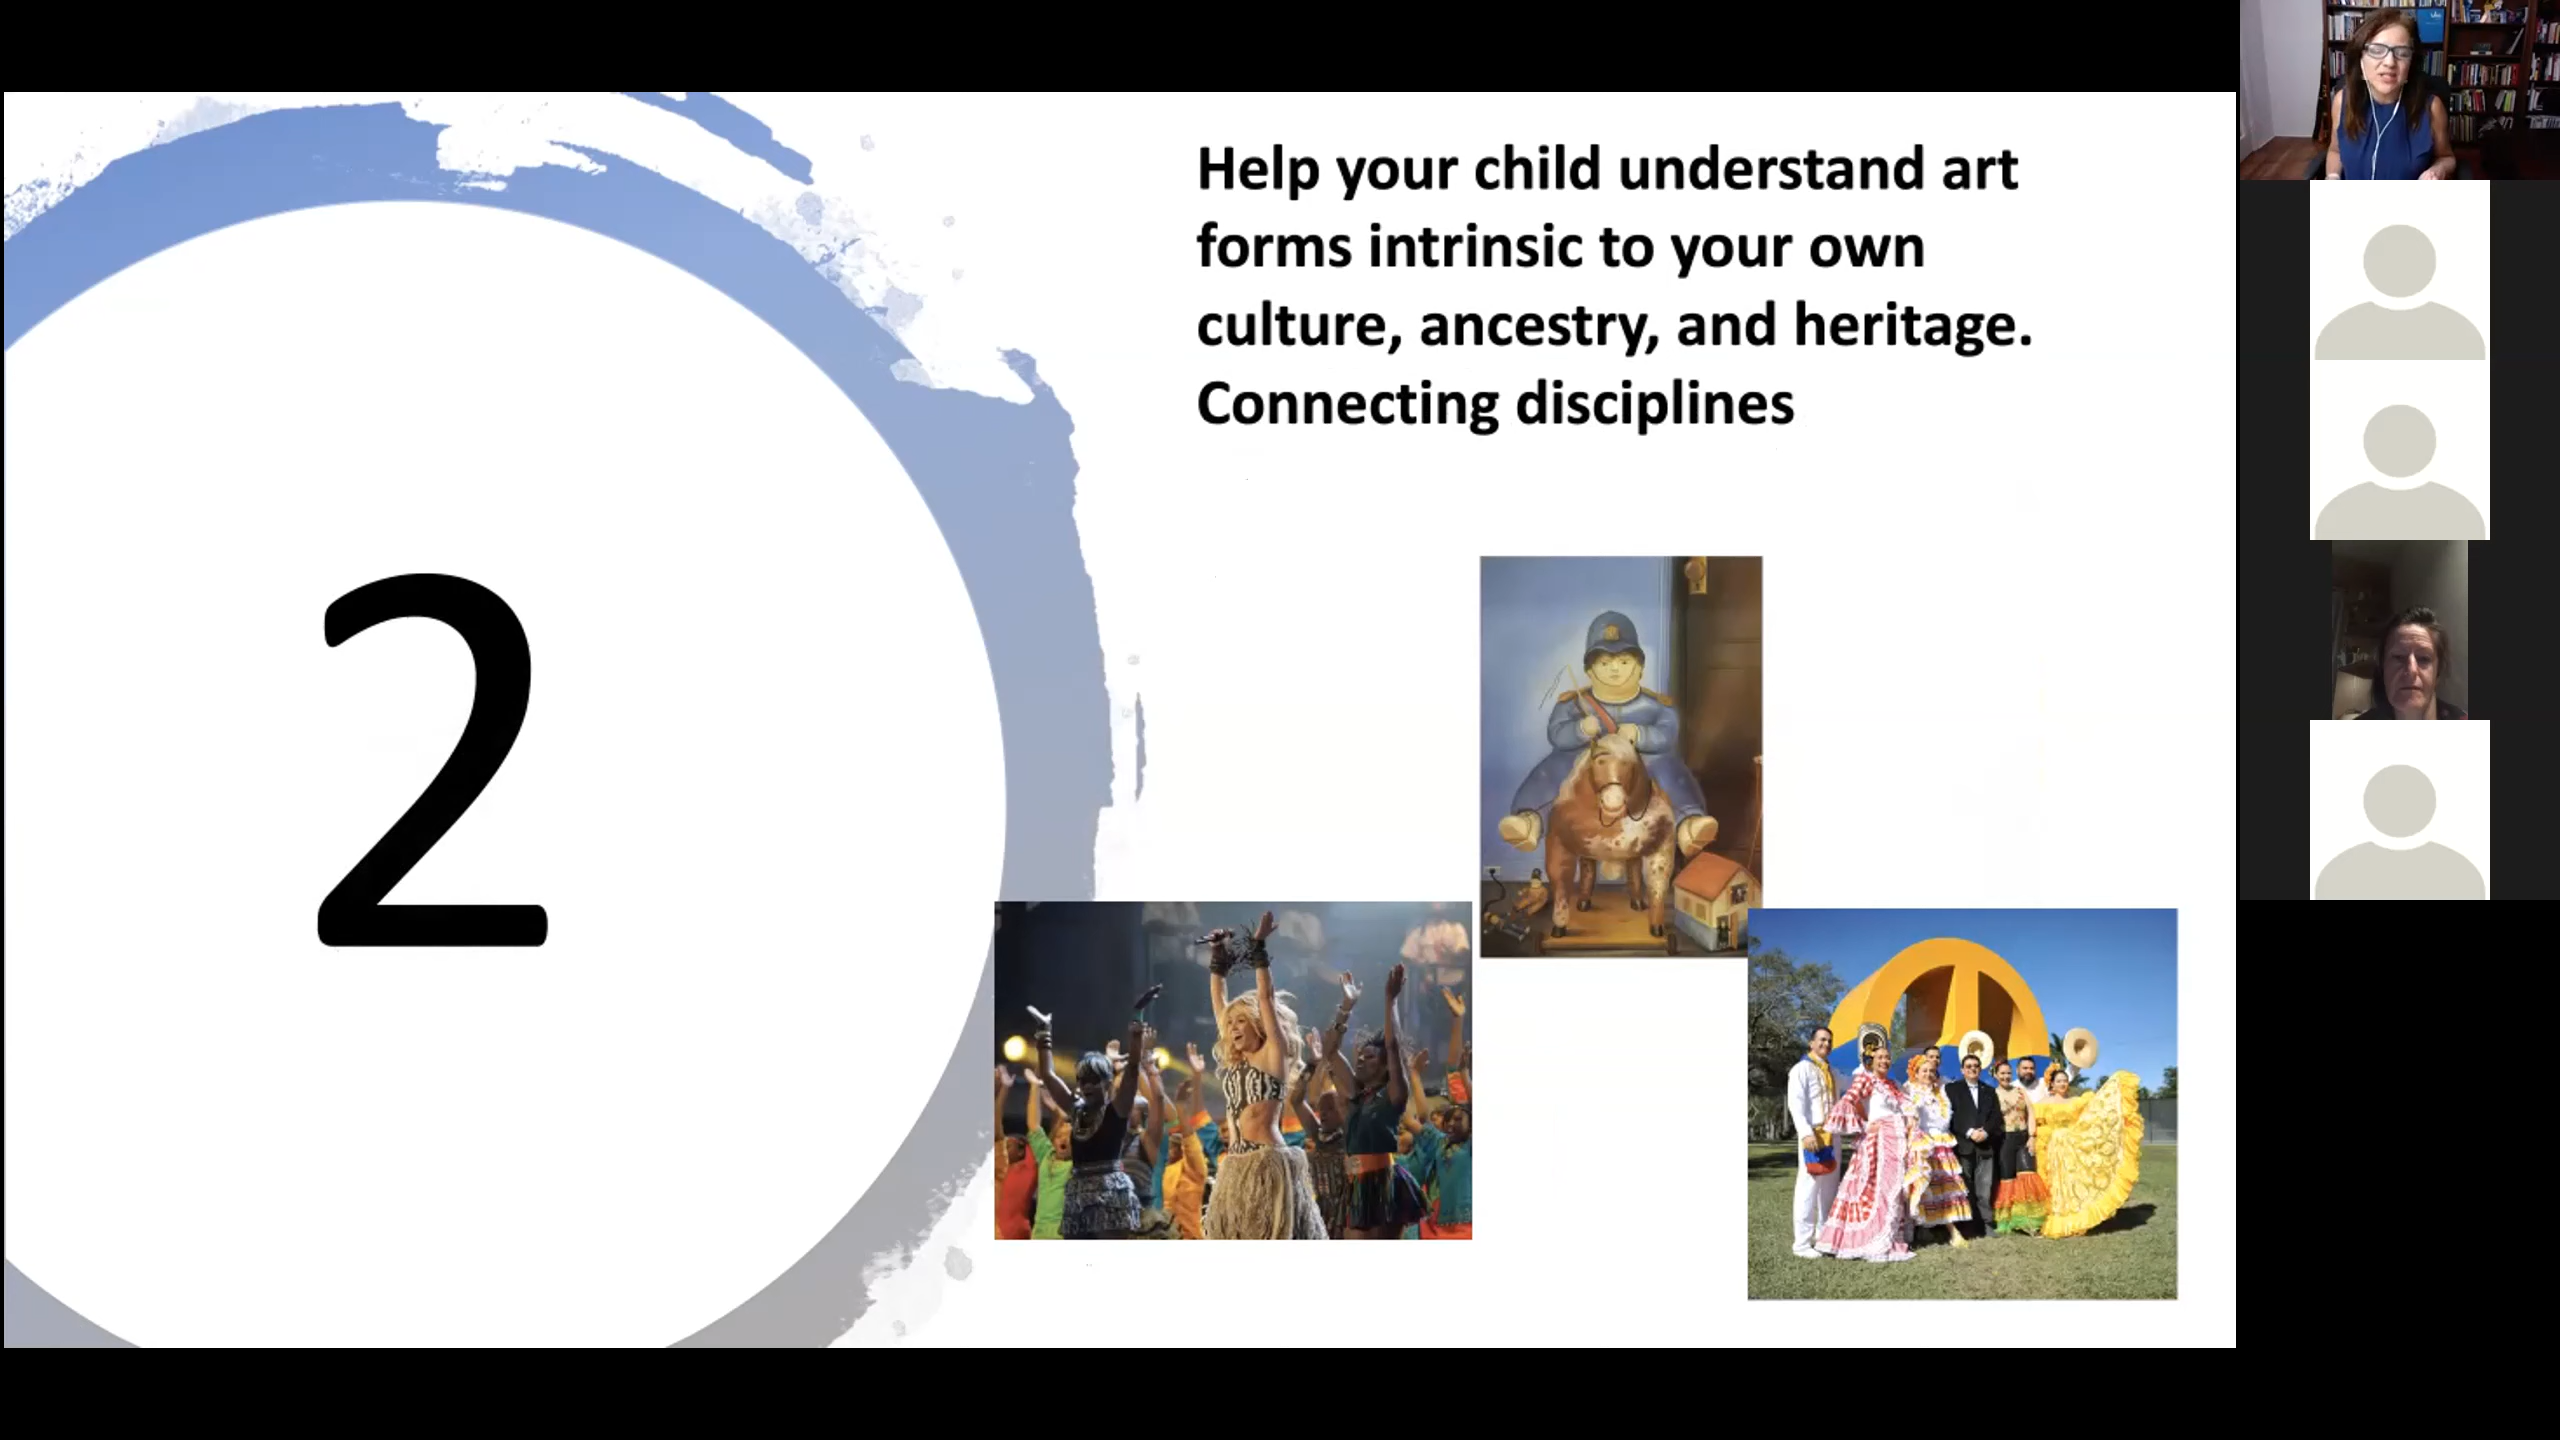 Help your child understand art
forms intrinsic to your own
culture, ancestry, and heritage.
Connecting disciplines
2